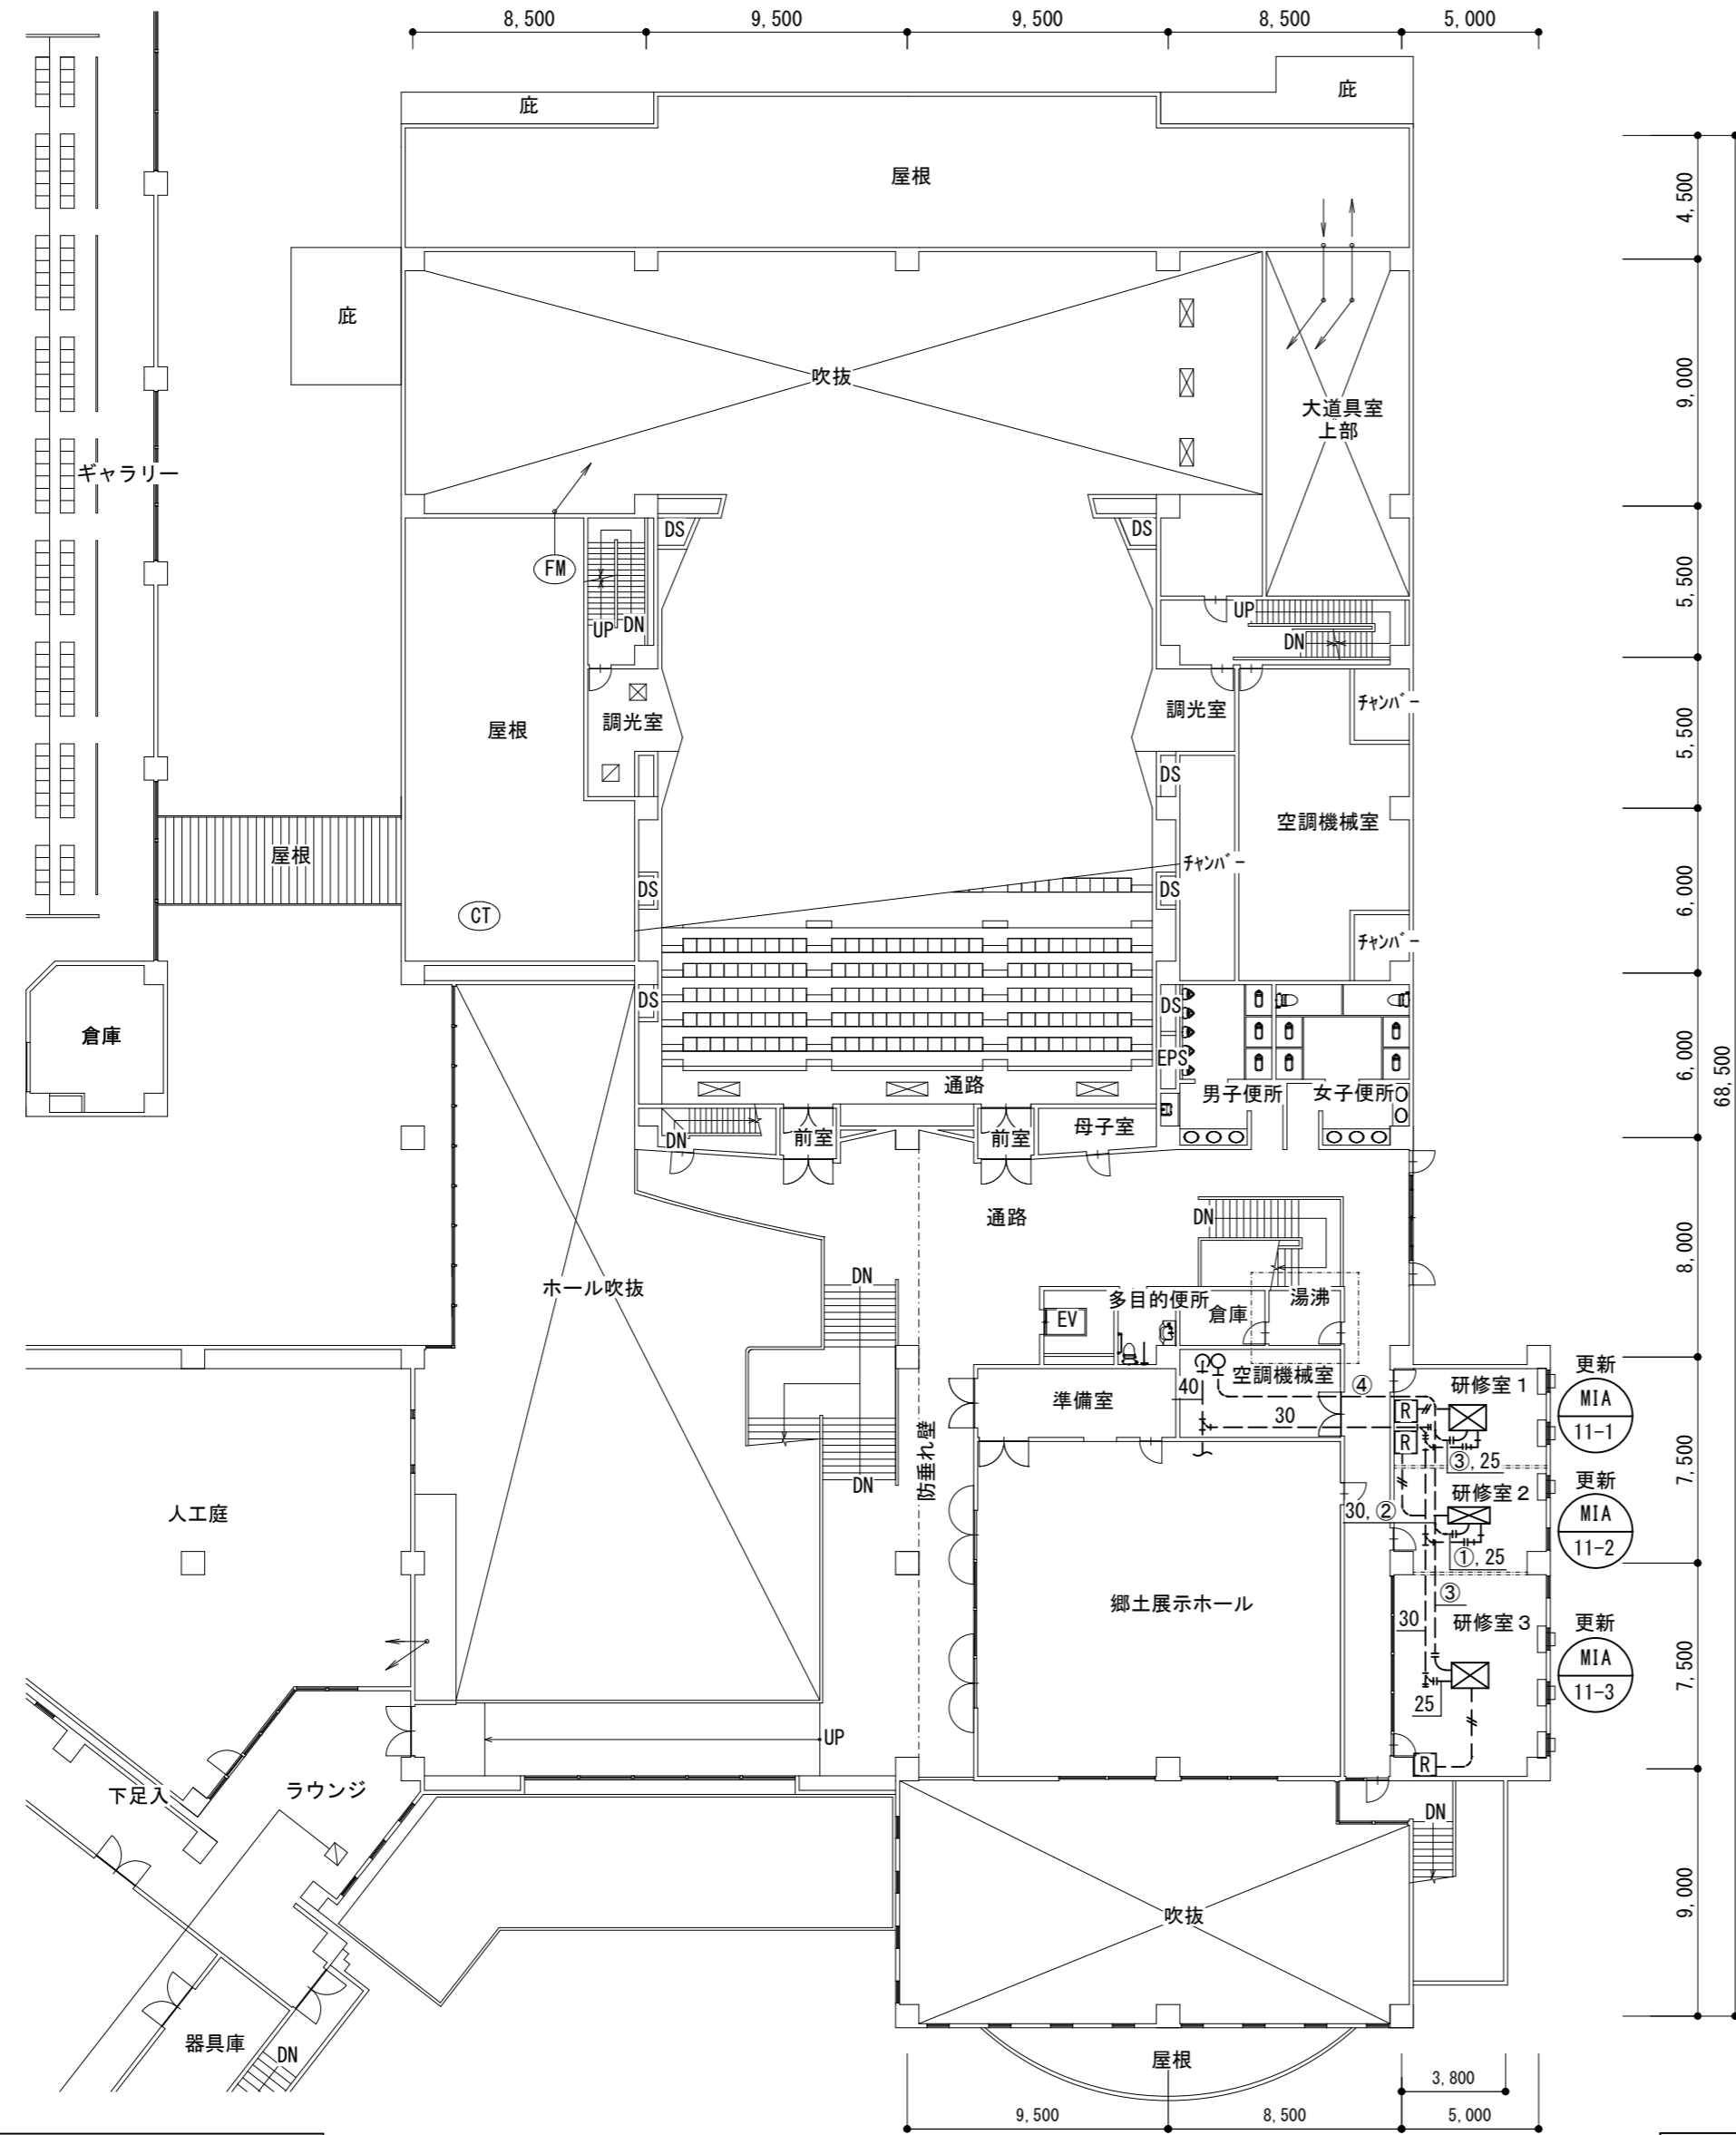 8,500
9,500
9,500
8,500
5,000
庇
庇
屋根
4,500
庇
吹抜
大道具室
上部
9,000
ギャラリー
DS
DS
FM
5,500
UP
DN
UP
DN
調光室
調光室
チャンバー
屋根
5,500
DS
空調機械室
屋根
チャンバー
DS
DS
6,000
CT
チャンバー
DS
DS
倉庫
EPS
6,000
68,500
通路
男子便所
女子便所
DN
前室
前室
母子室
通路
DN
8,000
ホール吹抜
DN
多目的便所
倉庫
湯沸
EV
空調機械室
40
準備室
④
30
研修室1
更新
MIA
11-1
R
R
③,25
防垂れ壁
DN
7,500
研修室2
更新
MIA
11-2
30,②
①,25
人工庭
郷土展示ホール
③
30
研修室3
更新
MIA
11-3
25
7,500
UP
R
下足入
ラウンジ
DN
吹抜
9,000
器具庫
DN
屋根
3,800
9,500
8,500
5,000